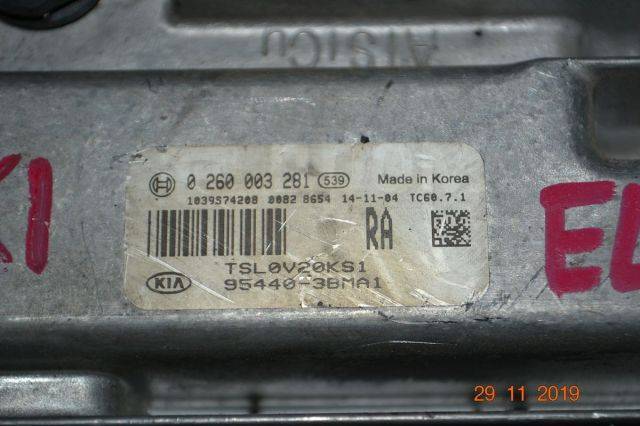 AlSiCu
0 260 003 281 539 Made in Korea
1039S74208 0082 8654 14-11-04 TC60.7.1
RA
TSL0V20KS1
KIA 95440-3BMA1
29 11 2019